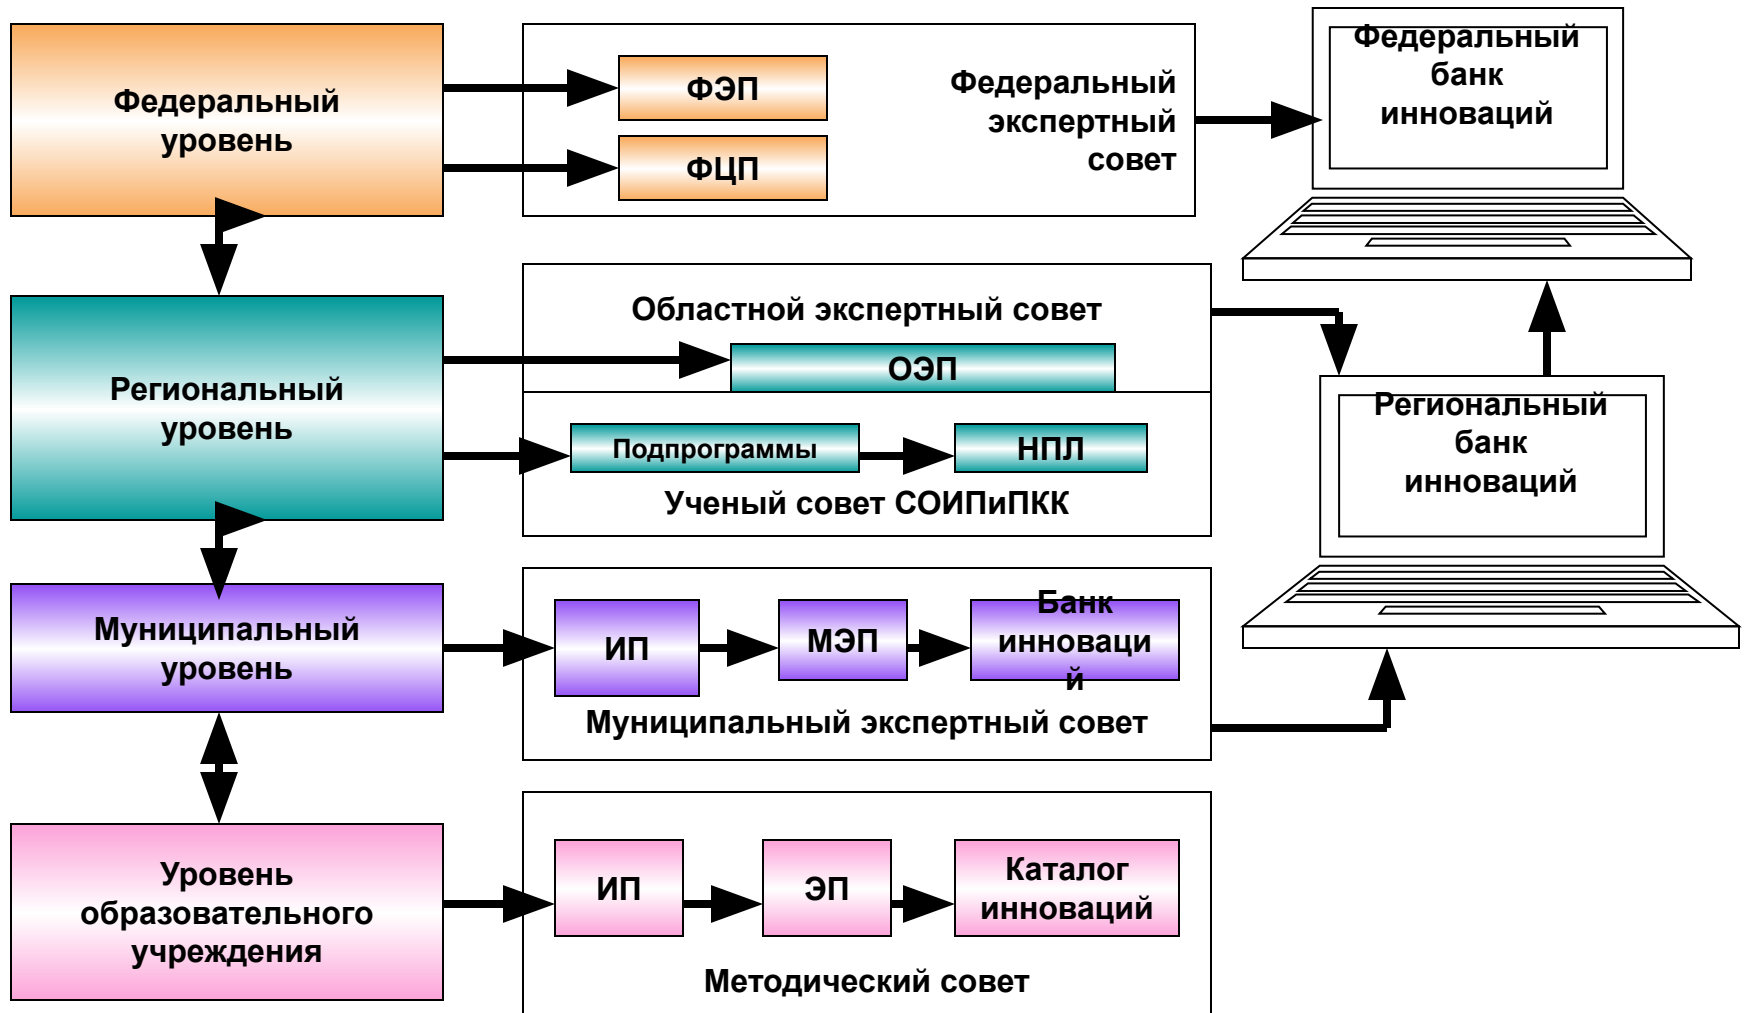 Федеральный
уровень
ФЭП
ФЦП
Федеральный
экспертный
совет
Федеральный
банк
инноваций
Региональный
уровень
Областной экспертный совет
ОЭП
Подпрограммы
НПЛ
Ученый совет СОИПиПКК
Региональный
банк
инноваций
Муниципальный
уровень
ИП
МЭП
Банк
инноваци
й
Муниципальный экспертный совет
Уровень
образовательного
учреждения
ИП
ЭП
Каталог
инноваций
Методический совет